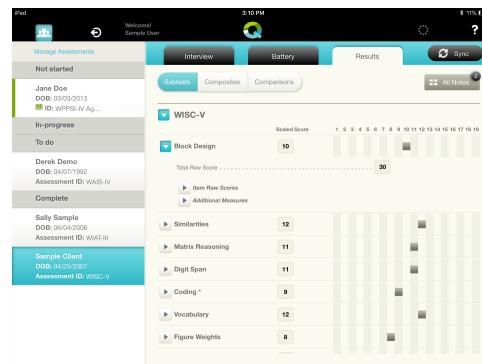 iPad
3:10 PM
11%
Welcome!
Sample User
Q
?
Manage Assessments
Interview
Battery
Results
Sync
Not started
Subtests
Composites
Comparisons
All Notes
2
Jane Doe
DOB: 03/03/2013
ID: WPPSI-IV Ag...
In-progress
To do
Derek Demo
DOB: 04/07/1992
Assessment ID: WAIS-IV
Complete
Sally Sample
DOB: 06/04/2006
Assessment ID: WIAT-III
Sample Client
DOB: 04/25/2007
Assessment ID: WISC-V
WISC-V
Scaled Score 1 2 3 4 5 6 7 8 9 10 11 12 13 14 15 16 17 18 19
Block Design 10
Total Raw Score 30
Item Raw Scores
Additional Measures
Similarities 12
Matrix Reasoning 11
Digit Span 11
Coding * 9
Vocabulary 12
Figure Weights 8